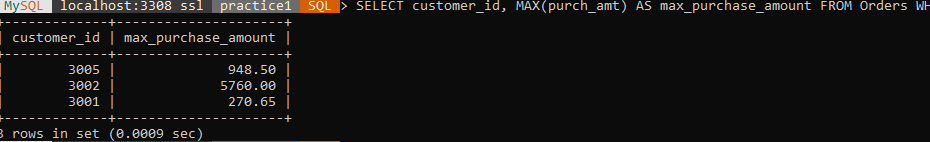 MySQL localhost:3308 ssl practice1 SQL > SELECT customer_id, MAX(purch_amt) AS max_purchase_amount FROM Orders WH
+-------------+---------------------+
| customer_id | max_purchase_amount |
+-------------+---------------------+
| 3005 | 948.50 |
| 3002 | 5760.00 |
| 3001 | 270.65 |
+-------------+---------------------+
3 rows in set (0.0009 sec)